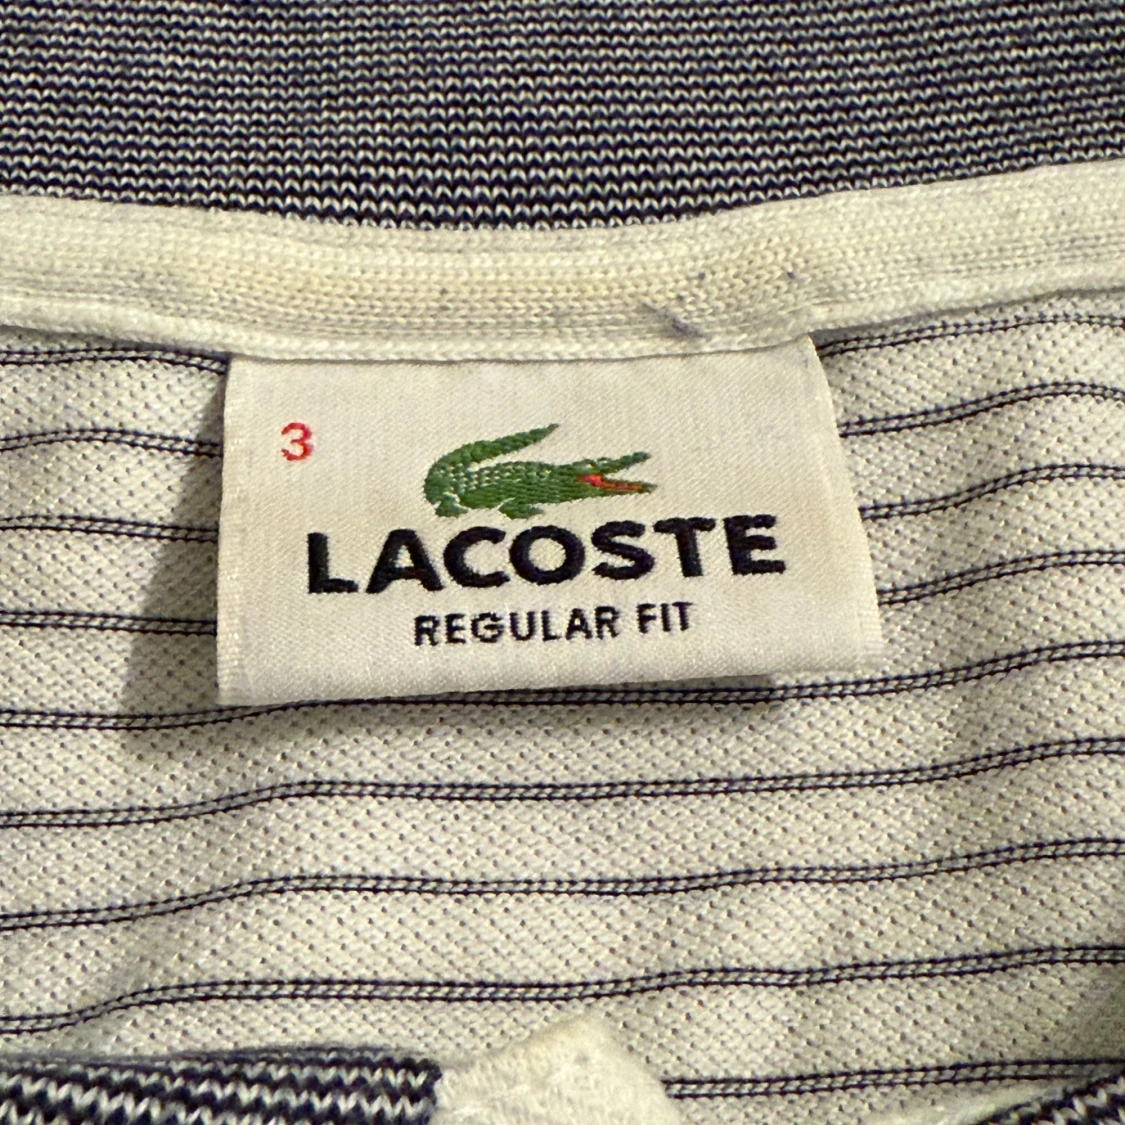 3
LACOSTE
REGULAR FIT